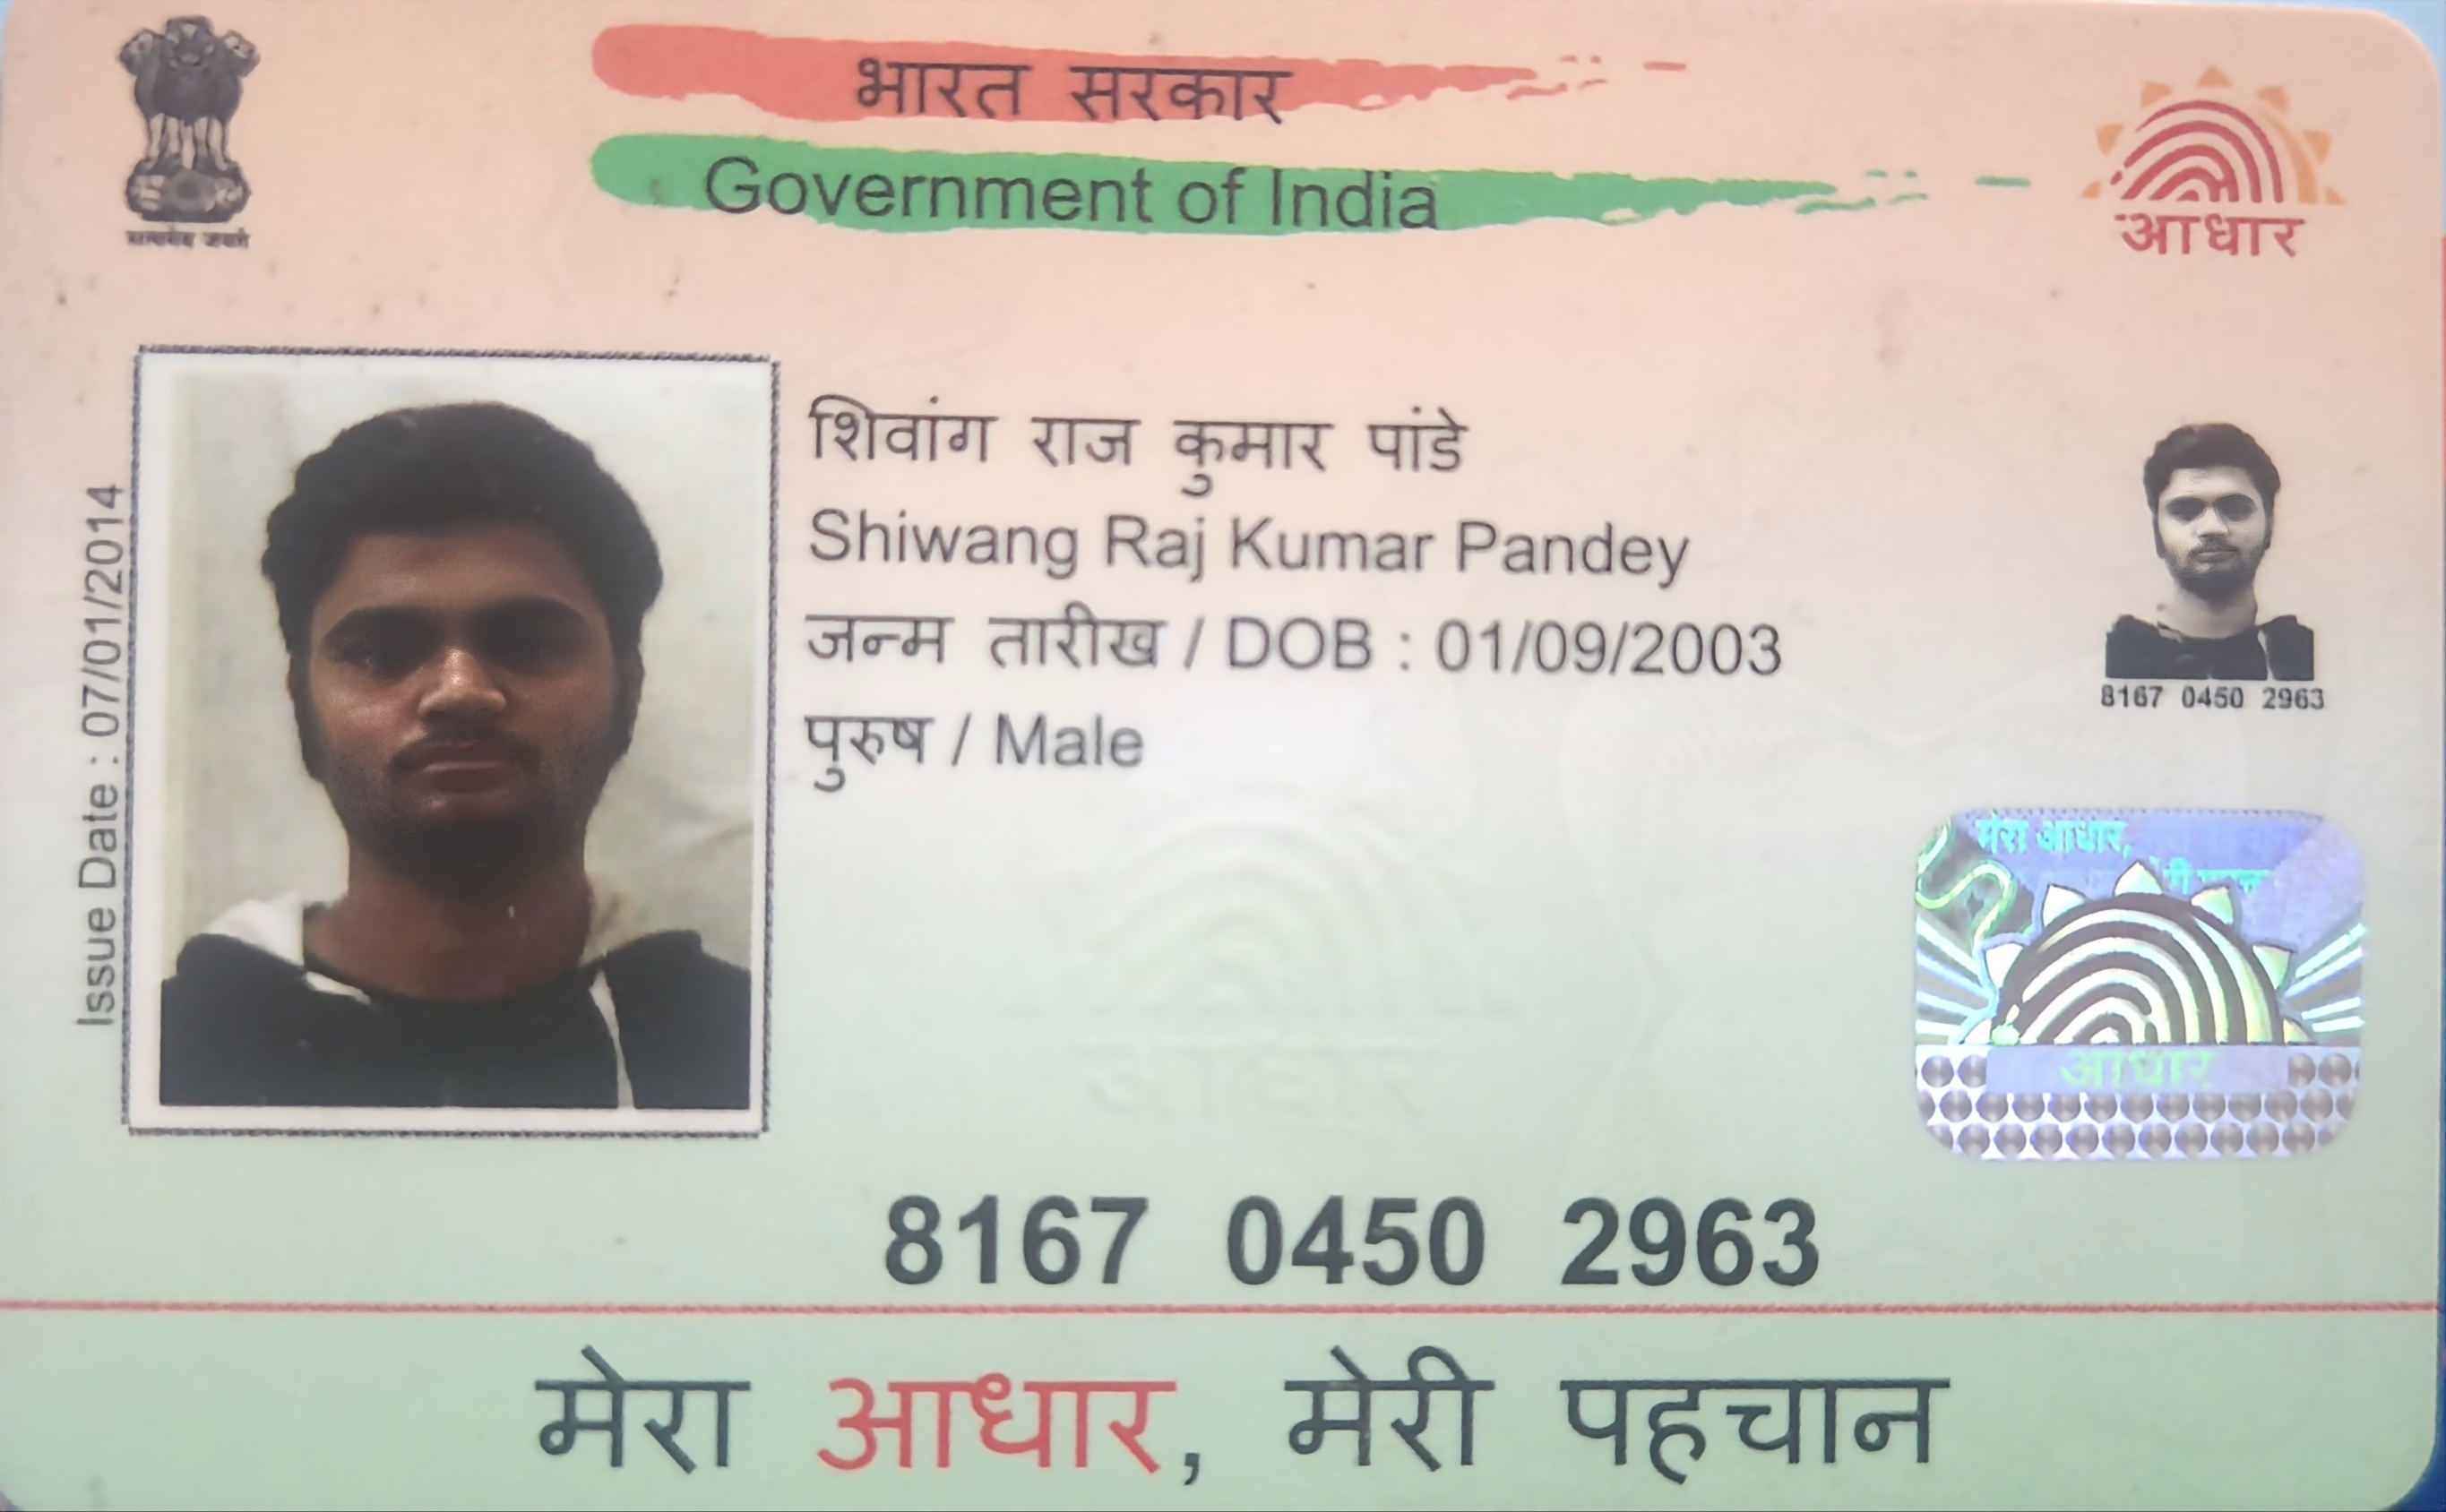 भारत सरकार
Government of India
आधार
सत्यमेव जयते
Issue Date : 07/01/2014
शिवांग राज कुमार पांडे
Shiwang Raj Kumar Pandey
जन्म तारीख / DOB : 01/09/2003
पुरुष / Male
8167 0450 2963
मेरा आधार,
आधार
आधार
8167 0450 2963
मेरा आधार, मेरी पहचान